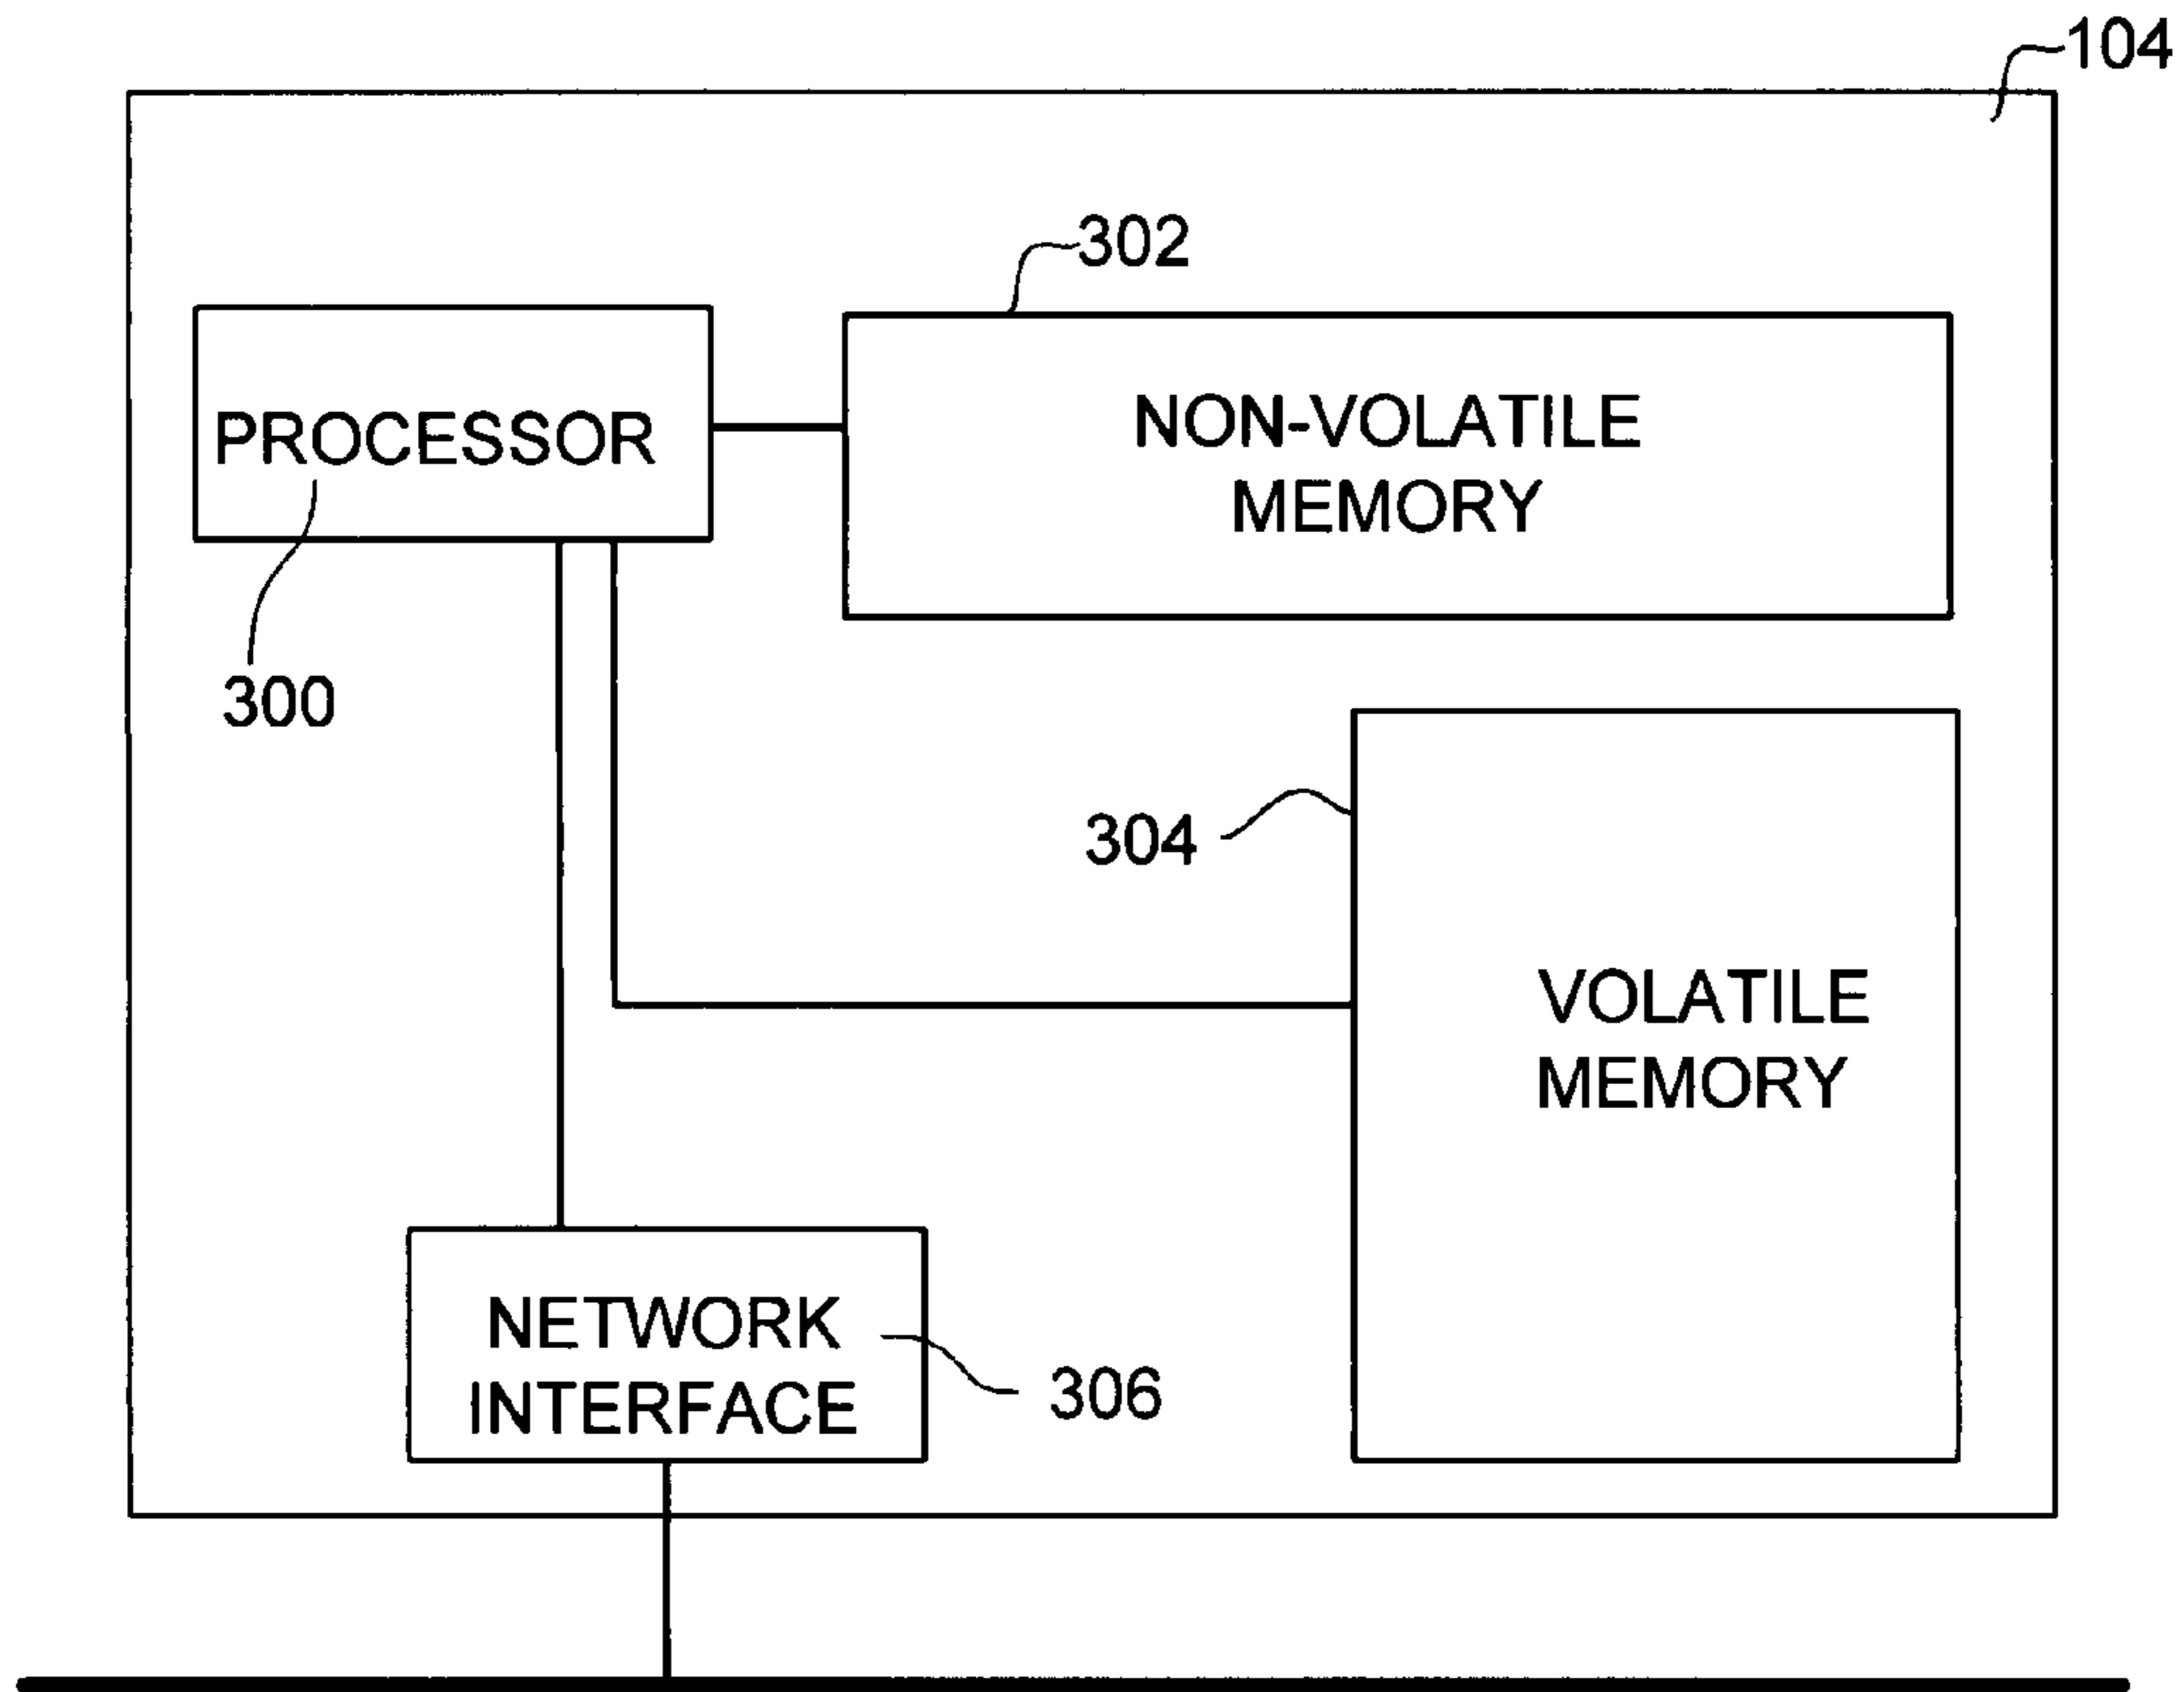 104
302
PROCESSOR
NON-VOLATILE
MEMORY
300
304
VOLATILE
MEMORY
NETWORK
INTERFACE
306